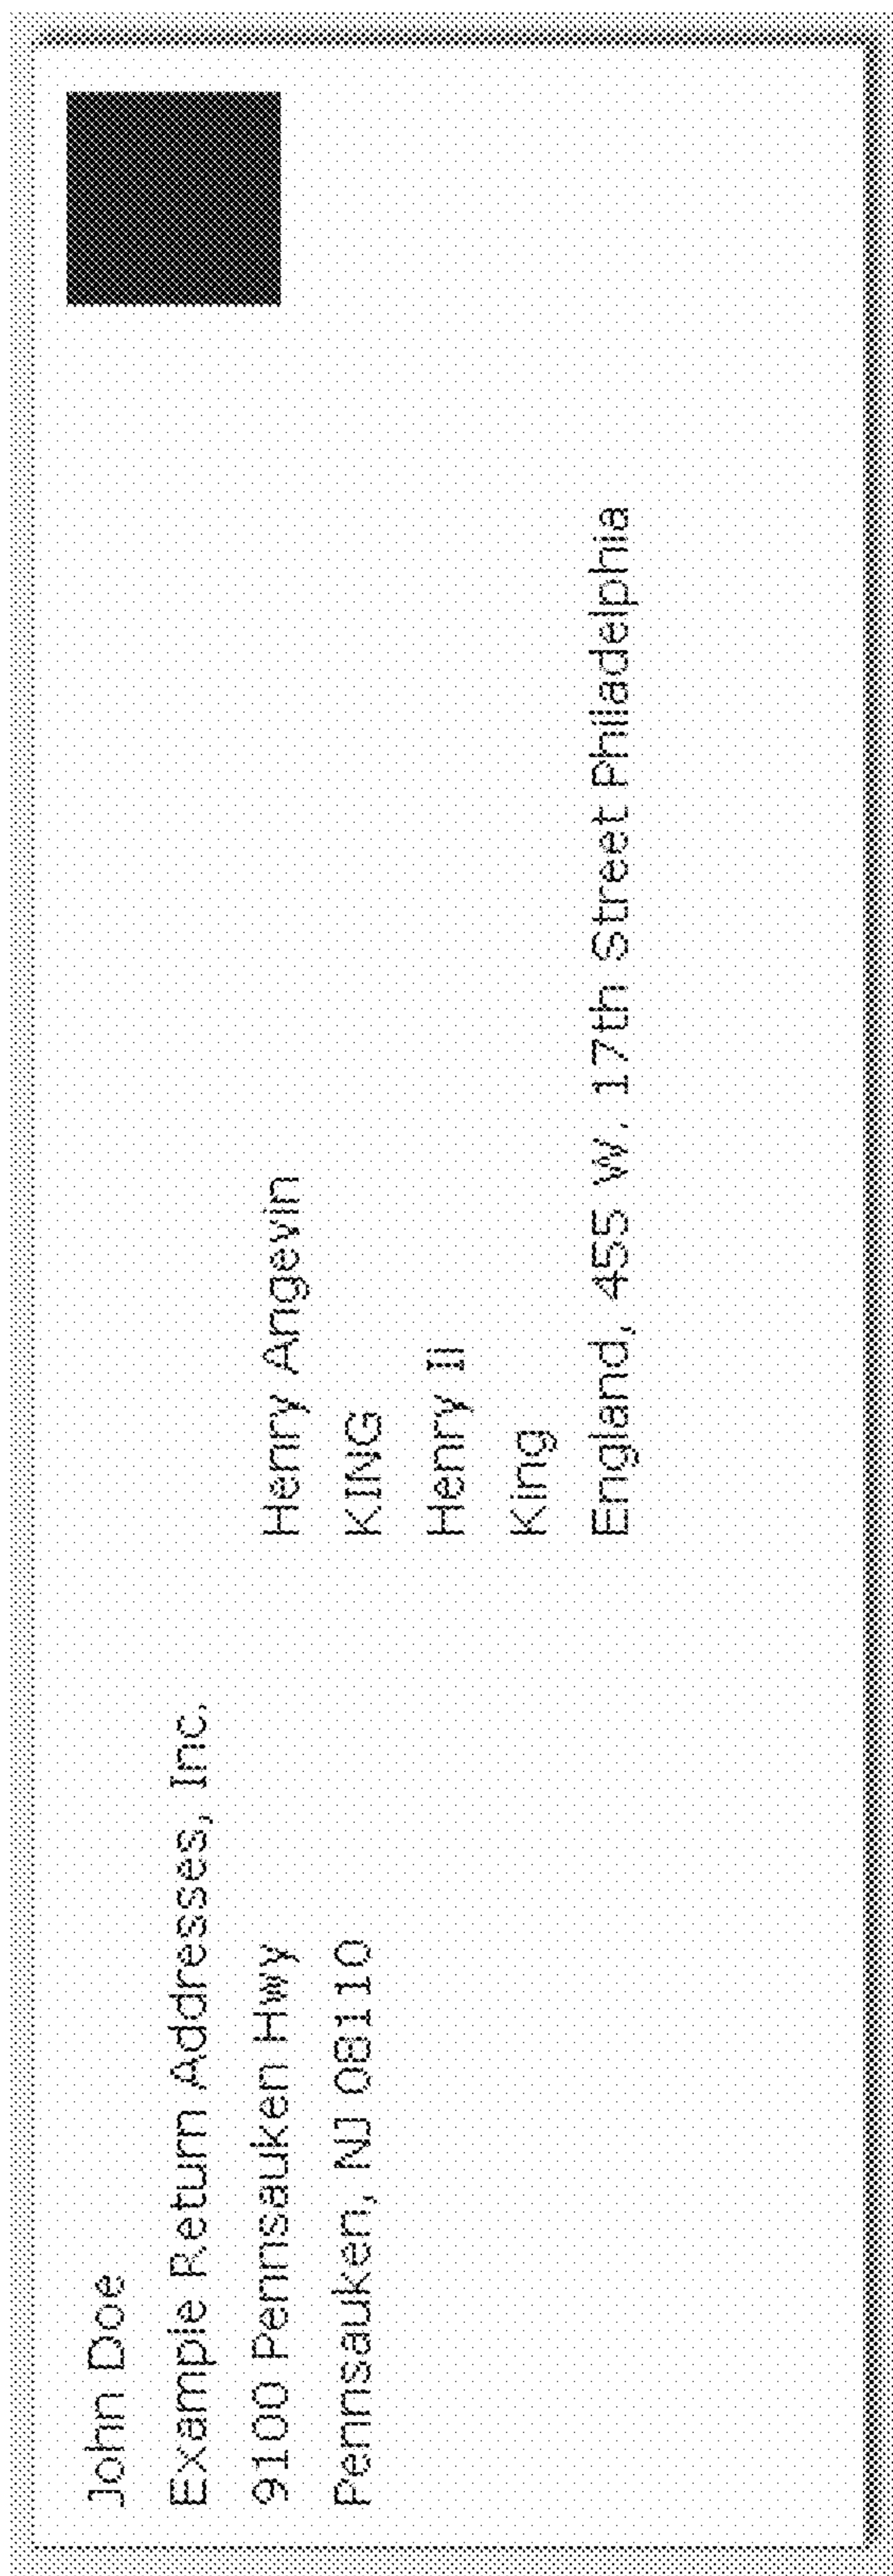 John Doe
Example Return Addresses, Inc.
9100 Pennsauken Hwy
Pennsauken, NJ 08110
Henry Angevin
KING
Henry Ii
King
England, 455 W. 17th Street Philadelphia